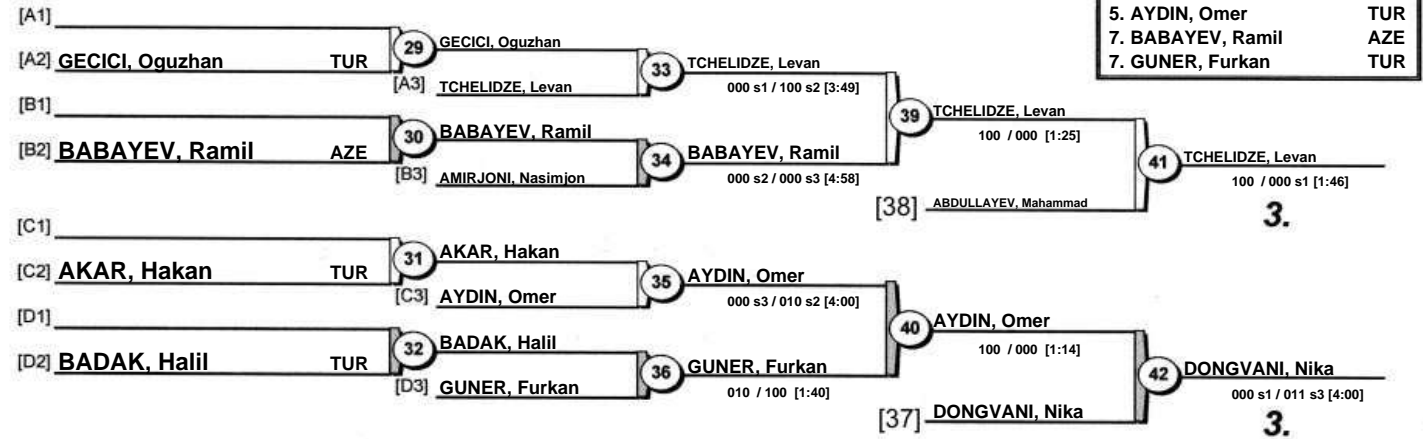 5. AYDIN, Omer TUR
7. BABAYEV, Ramil AZE
7. GUNER, Furkan TUR
[A1]
[A2] GECICI, Oguzhan TUR
29
GECICI, Oguzhan
[A3] TCHELIDZE, Levan
33
TCHELIDZE, Levan
000 s1 / 100 s2 [3:49]
[B1]
[B2] BABAYEV, Ramil AZE
30
BABAYEV, Ramil
[B3] AMIRJONI, Nasimjon
34
BABAYEV, Ramil
000 s2 / 000 s3 [4:58]
39
TCHELIDZE, Levan
100 / 000 [1:25]
[38] ABDULLAYEV, Mahammad
41
TCHELIDZE, Levan
100 / 000 s1 [1:46]
3.
[C1]
[C2] AKAR, Hakan TUR
31
AKAR, Hakan
[C3] AYDIN, Omer
35
AYDIN, Omer
000 s3 / 010 s2 [4:00]
[D1]
[D2] BADAK, Halil TUR
32
BADAK, Halil
[D3] GUNER, Furkan
36
GUNER, Furkan
010 / 100 [1:40]
40
AYDIN, Omer
100 / 000 [1:14]
[37] DONGVANI, Nika
42
DONGVANI, Nika
000 s1 / 011 s3 [4:00]
3.